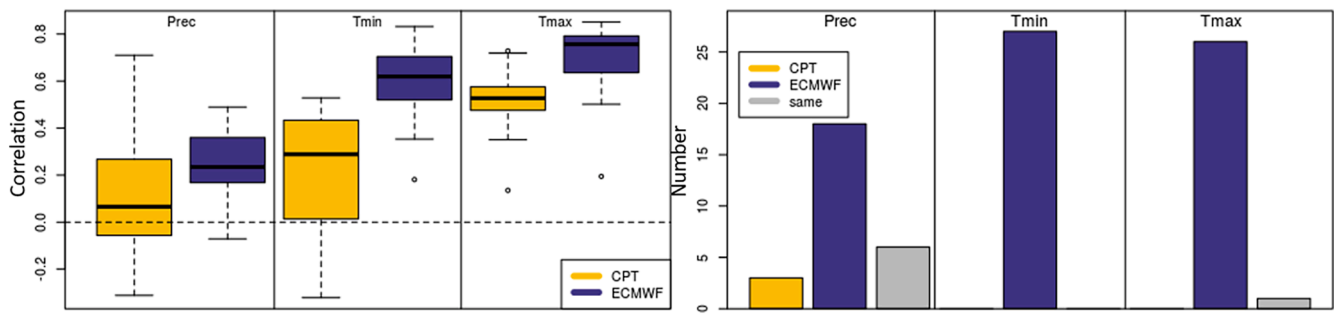 Prec Tmin Tmax
Correlation
0.8
0.6
0.4
0.2
0.0
-0.2
CPT
ECMWF
Prec Tmin Tmax
Number
25
20
15
10
5
0
CPT
ECMWF
same